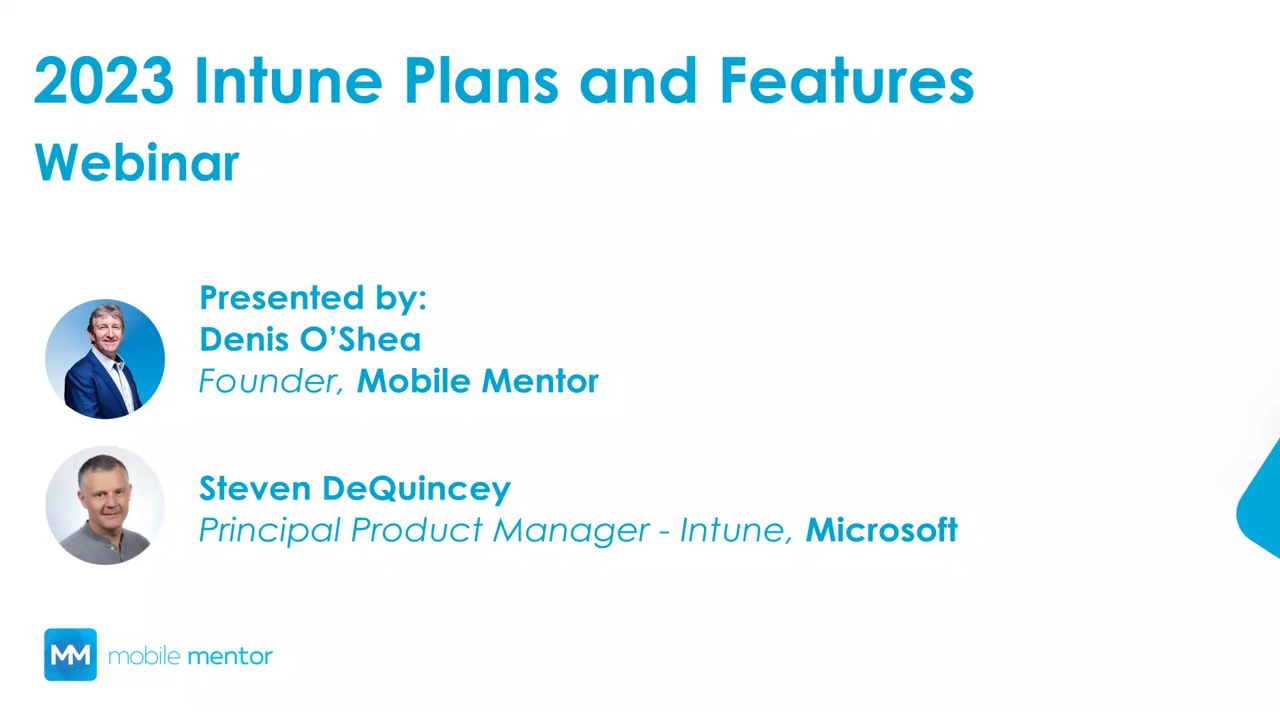 2023 Intune Plans and Features
Webinar
Presented by:
Denis O’Shea
Founder, Mobile Mentor
Steven DeQuincey
Principal Product Manager - Intune, Microsoft
MM mobile mentor